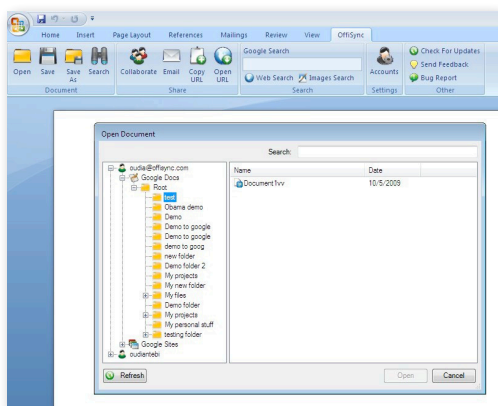 Home Insert Page Layout References Mailings Review View OffiSync
Open Save Save As Search
Collaborate Email Copy URL Open URL
Google Search
Web Search Images Search
Accounts
Check For Updates
Send Feedback
Bug Report
Document Share Search Settings Other
Open Document
Search:
oudia@offisync.com
Google Docs
Root
test
Obama demo
Demo
Demo to google
Demo to google
demo to goog
new folder
Demo folder 2
My projects
My new folder
My files
Demo folder
My projects
My personal stuff
testing folder
Google Sites
oudiantebi
Name Date
Document1vv 10/5/2009
Refresh Open Cancel